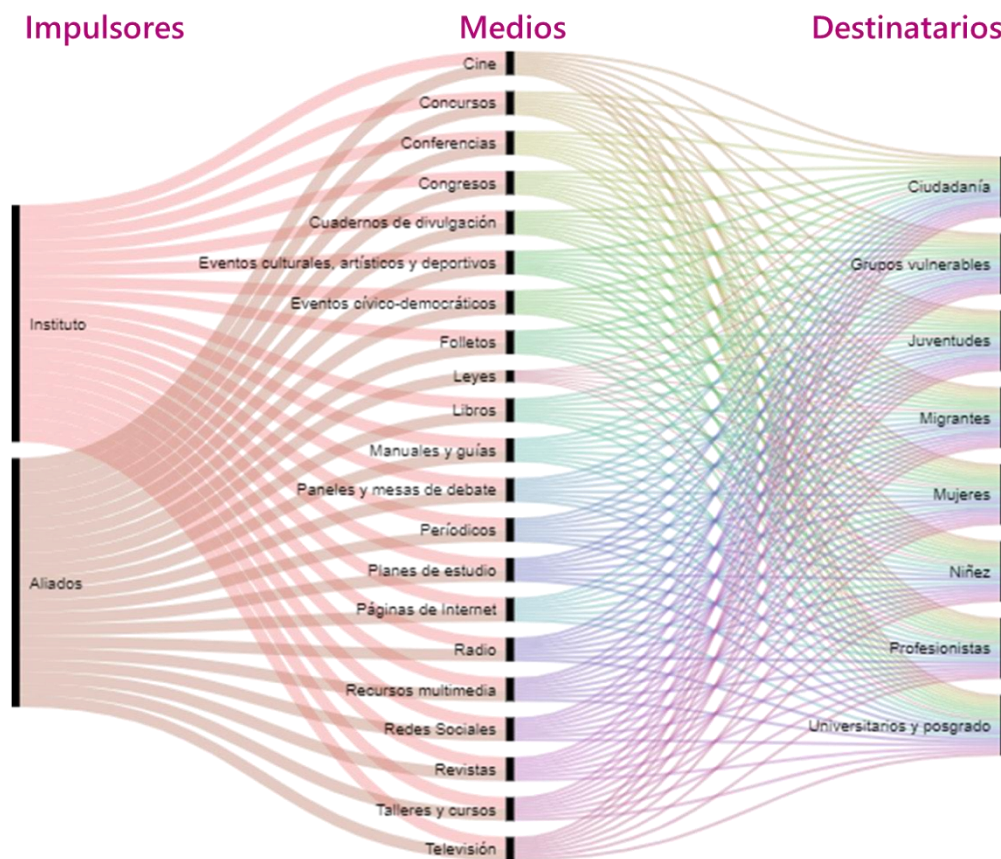 Impulsores
Medios
Destinatarios
Instituto
Aliados
Cine
Concursos
Conferencias
Congresos
Cuadernos de divulgación
Eventos culturales, artísticos y deportivos
Eventos cívico-democráticos
Folletos
Leyes
Libros
Manuales y guías
Paneles y mesas de debate
Períodicos
Planes de estudio
Páginas de Internet
Radio
Recursos multimedia
Redes Sociales
Revistas
Talleres y cursos
Televisión
Ciudadanía
Grupos vulnerables
Juventudes
Migrantes
Mujeres
Niñez
Profesionistas
Universitarios y posgrado